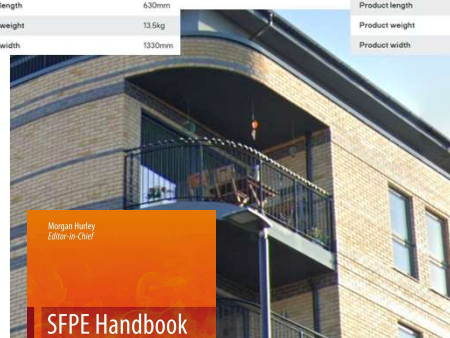 length 630mm
weight 13.5kg
width 1330mm
Product length
Product weight
Product width
Morgan Hurley
Editor-in-Chief
SFPE Handbook